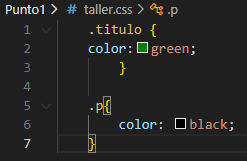 Punto1 > # taller.css > .p
1 .titulo {
2 color: green;
3 }
4
5 .p{
6 color: black;
7 }